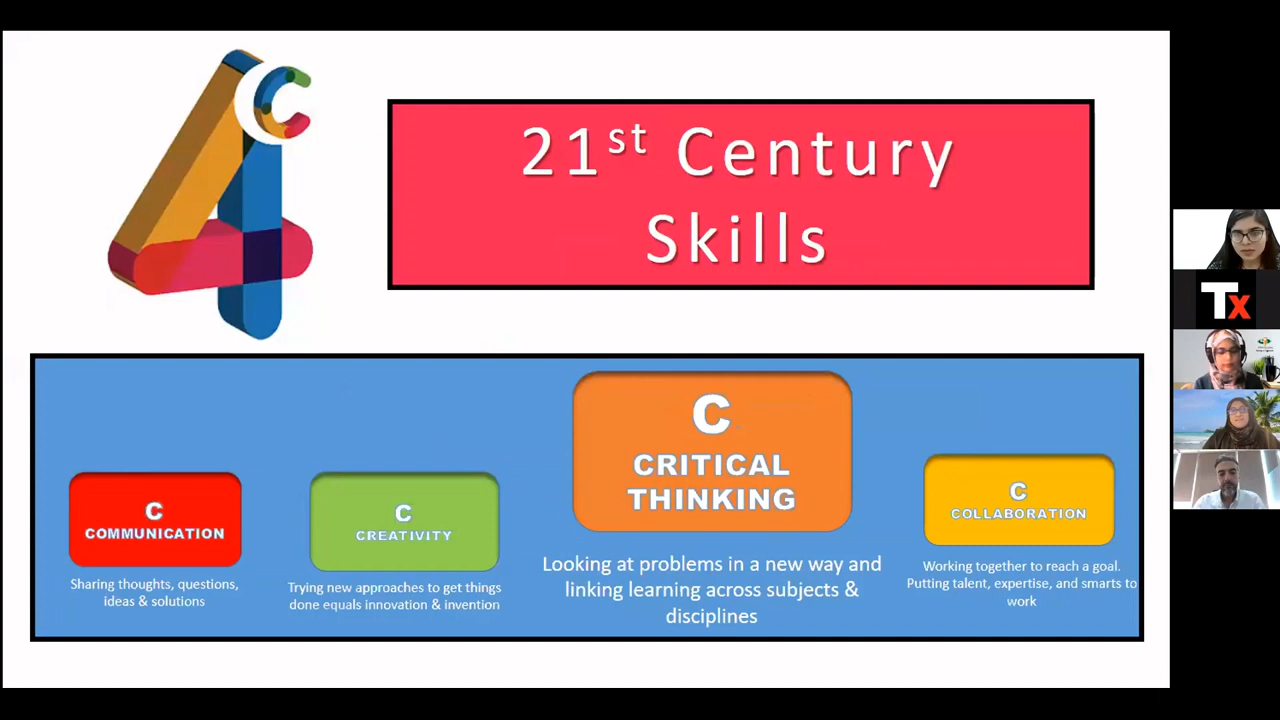 4
C
21st Century
Skills
C
COMMUNICATION
Sharing thoughts, questions,
ideas & solutions
C
CREATIVITY
Trying new approaches to get things
done equals innovation & invention
C
CRITICAL
THINKING
Looking at problems in a new way and
linking learning across subjects &
disciplines
C
COLLABORATION
Working together to reach a goal.
Putting talent, expertise, and smarts to
work
Tx